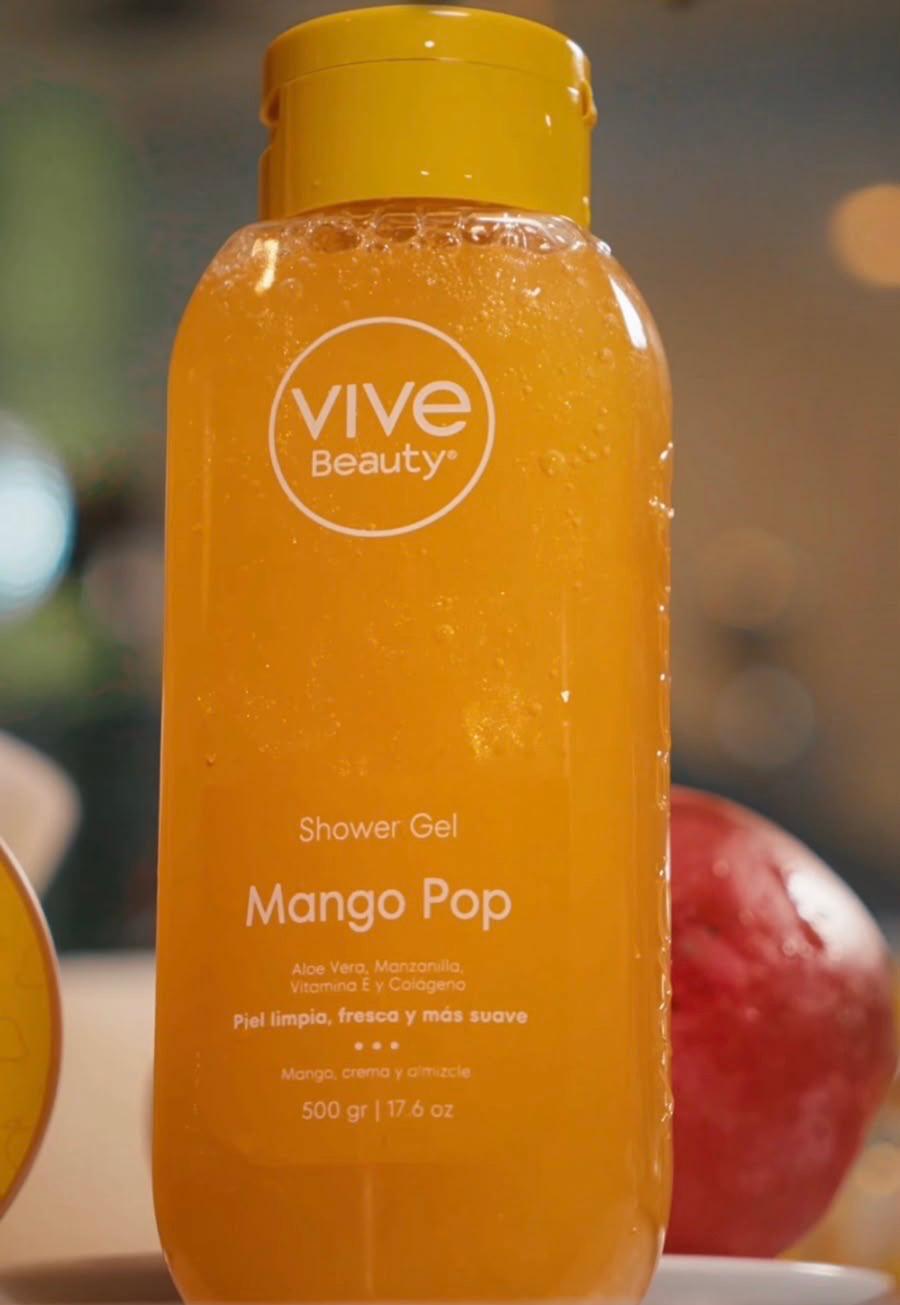 vive
Beauty®
Shower Gel
Mango Pop
Aloe Vera, Manzanilla,
Vitamina E y Colágeno
Piel limpia, fresca y más suave
Mango, crema y almizcle
500 gr | 17.6 oz